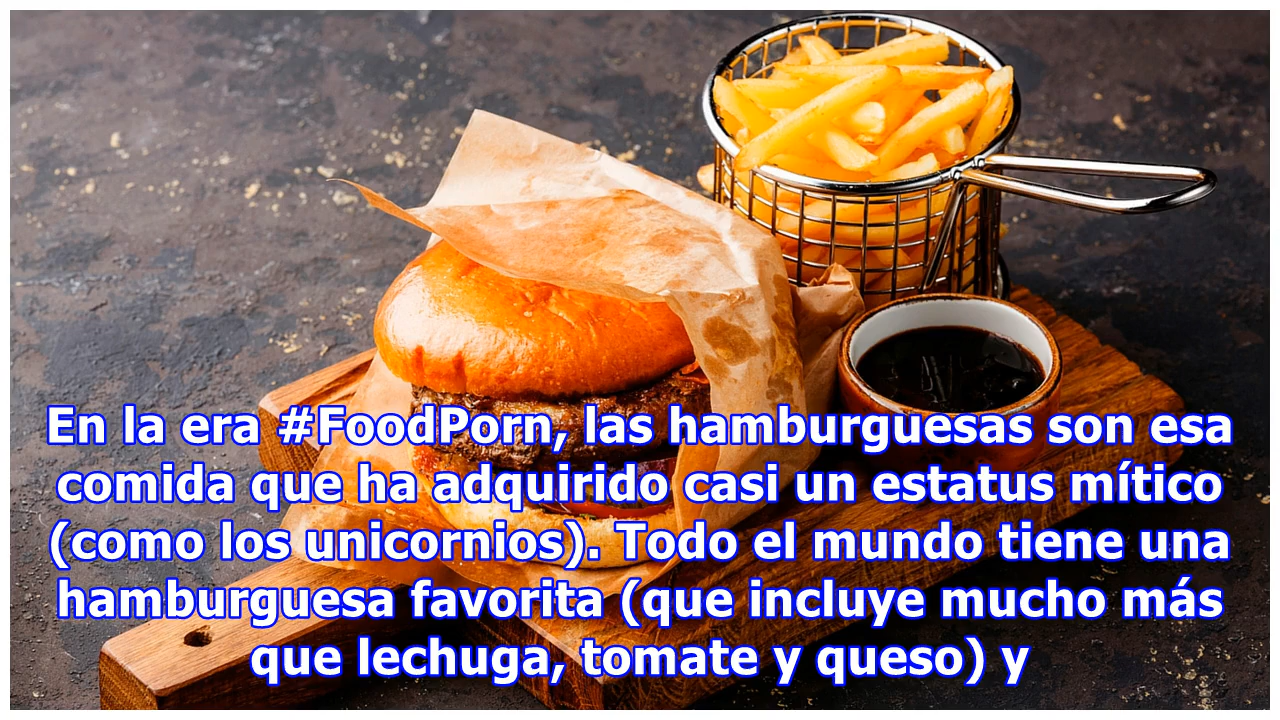 En la era #FoodPorn, las hamburguesas son esa
comida que ha adquirido casi un estatus mítico
(como los unicornios). Todo el mundo tiene una
hamburguesa favorita (que incluye mucho más
que lechuga, tomate y queso) y